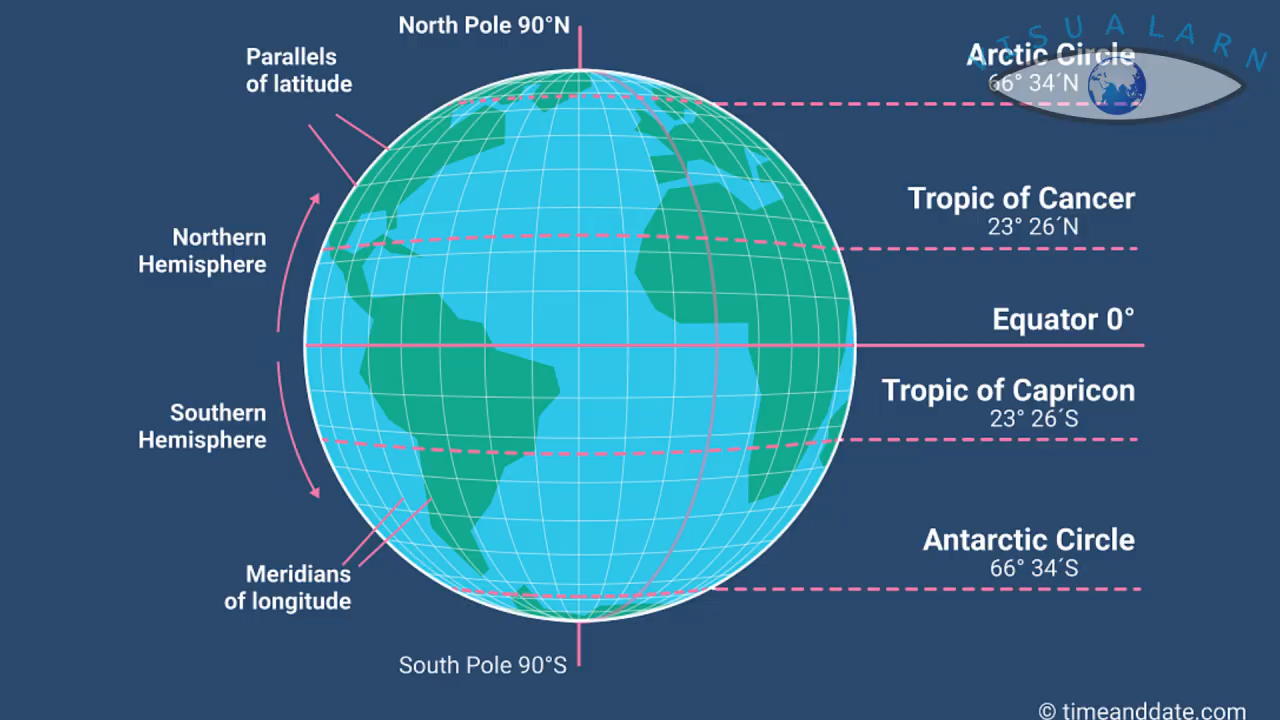 North Pole 90°N
Parallels
of latitude
VISUALARN
Arctic Circle
66° 34´N
Tropic of Cancer
23° 26´N
Northern
Hemisphere
Equator 0°
Tropic of Capricon
23° 26´S
Southern
Hemisphere
Antarctic Circle
66° 34´S
Meridians
of longitude
South Pole 90°S
© timeanddate.com